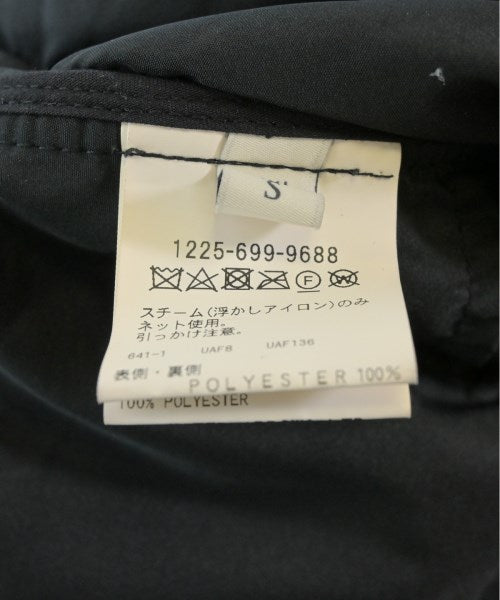 S.
1225-699-9688
F W
スチーム(浮かしアイロン)のみ
ネット使用。
引っかけ注意。
641-1 UAF8 UAF136
表側・裏側
POLYESTER 100%
100% POLYESTER